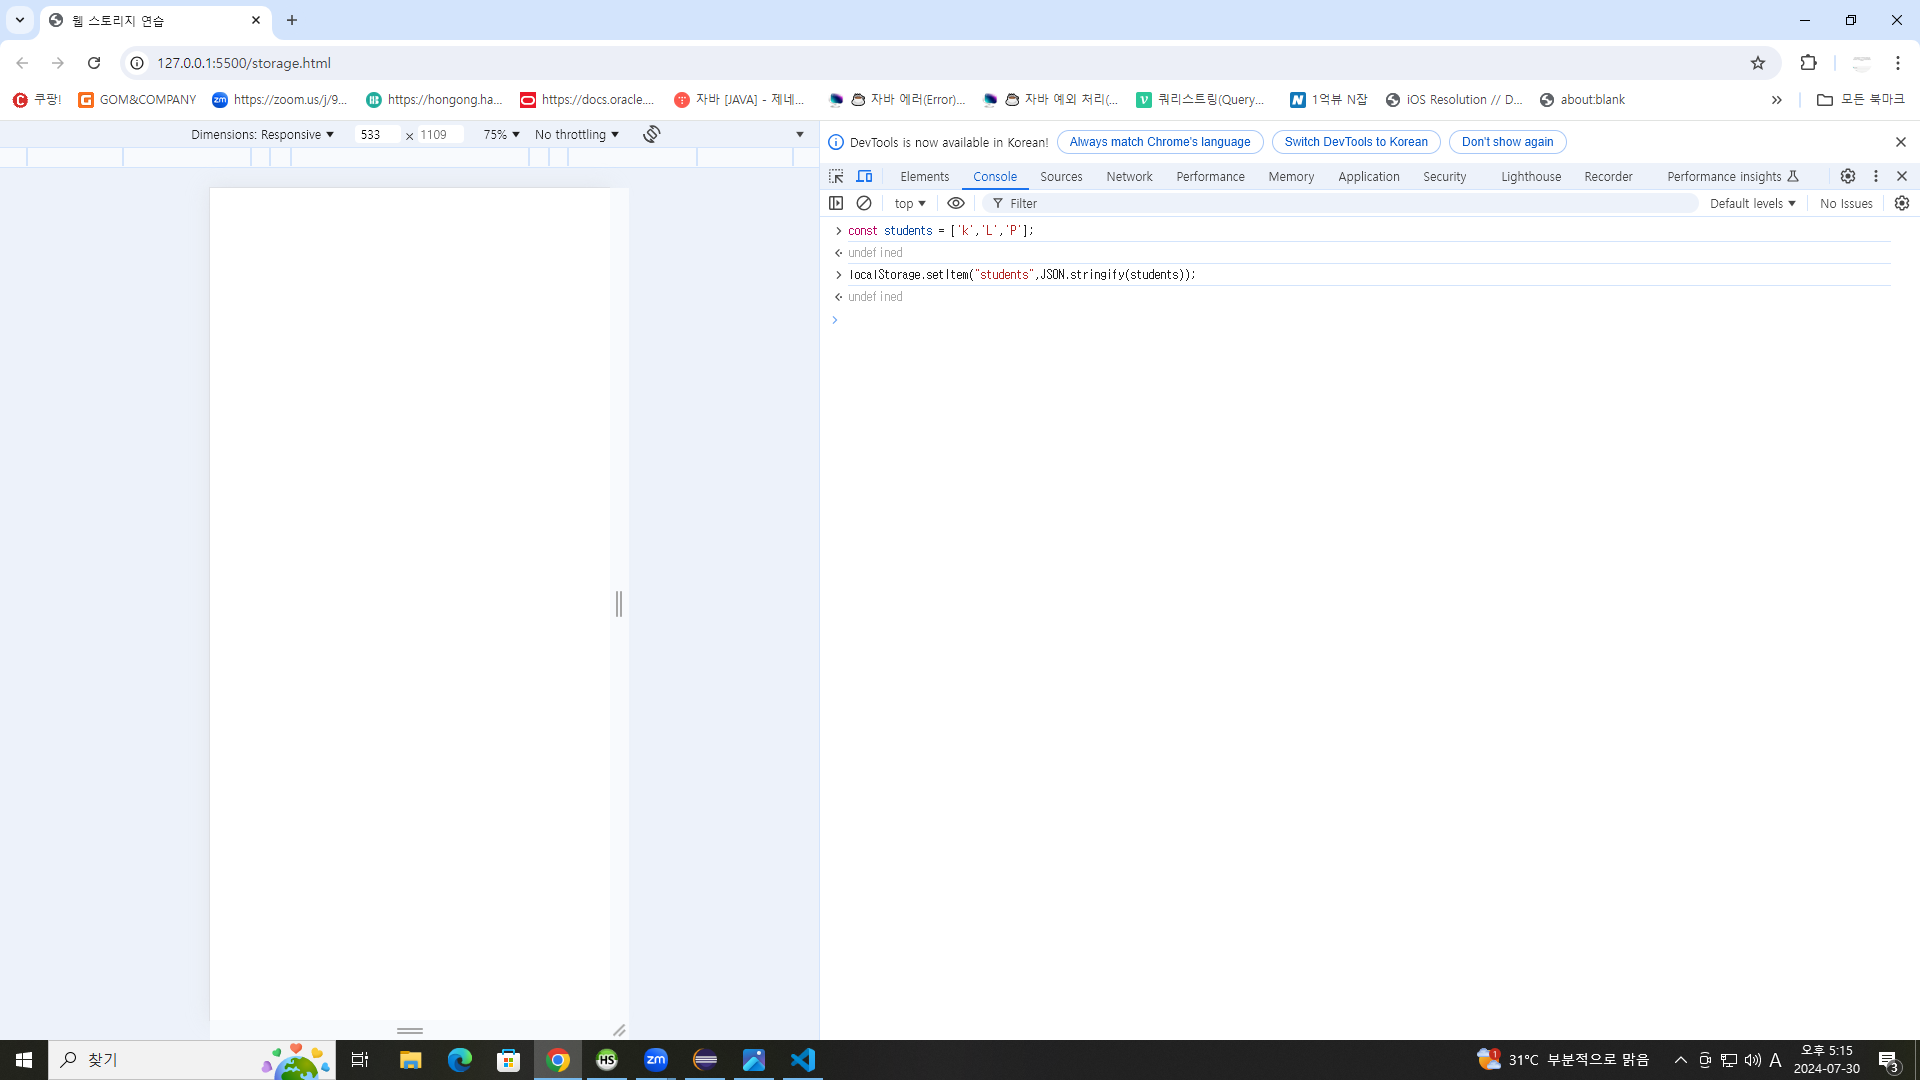 웹 스토리지 연습
127.0.0.1:5500/storage.html
쿠팡!
GOM&COMPANY
https://zoom.us/j/9...
https://hongong.ha...
https://docs.oracle....
자바 [JAVA] - 제네...
자바 에러(Error)...
자바 예외 처리(...
쿼리스트링(Query...
1억뷰 N잡
iOS Resolution // D...
about:blank
모든 북마크
Dimensions: Responsive
533 × 1109
75%
No throttling
DevTools is now available in Korean!
Always match Chrome's language
Switch DevTools to Korean
Don't show again
Elements
Console
Sources
Network
Performance
Memory
Application
Security
Lighthouse
Recorder
Performance insights
top
Filter
Default levels
No Issues
const students = ['k','L','P'];
undefined
localStorage.setItem("students",JSON.stringify(students));
undefined
찾기
HS
zm
1
31°C 부분적으로 맑음
A
오후 5:15
2024-07-30
3